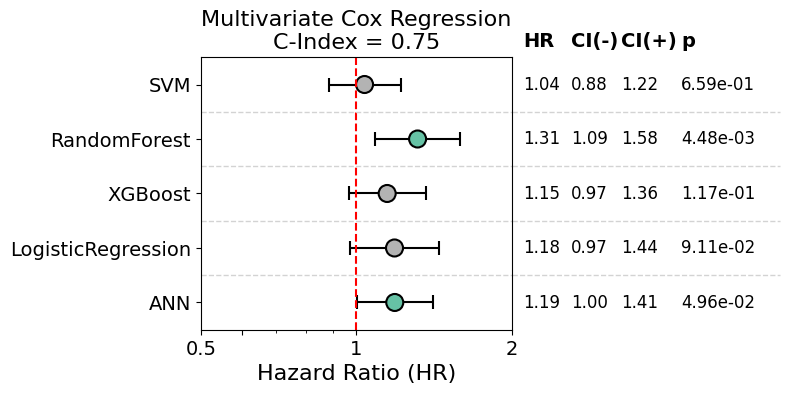 Multivariate Cox Regression
C-Index = 0.75
HR CI(-) CI(+) p
SVM 1.04 0.88 1.22 6.59e-01
RandomForest 1.31 1.09 1.58 4.48e-03
XGBoost 1.15 0.97 1.36 1.17e-01
LogisticRegression 1.18 0.97 1.44 9.11e-02
ANN 1.19 1.00 1.41 4.96e-02
0.5 1 2
Hazard Ratio (HR)